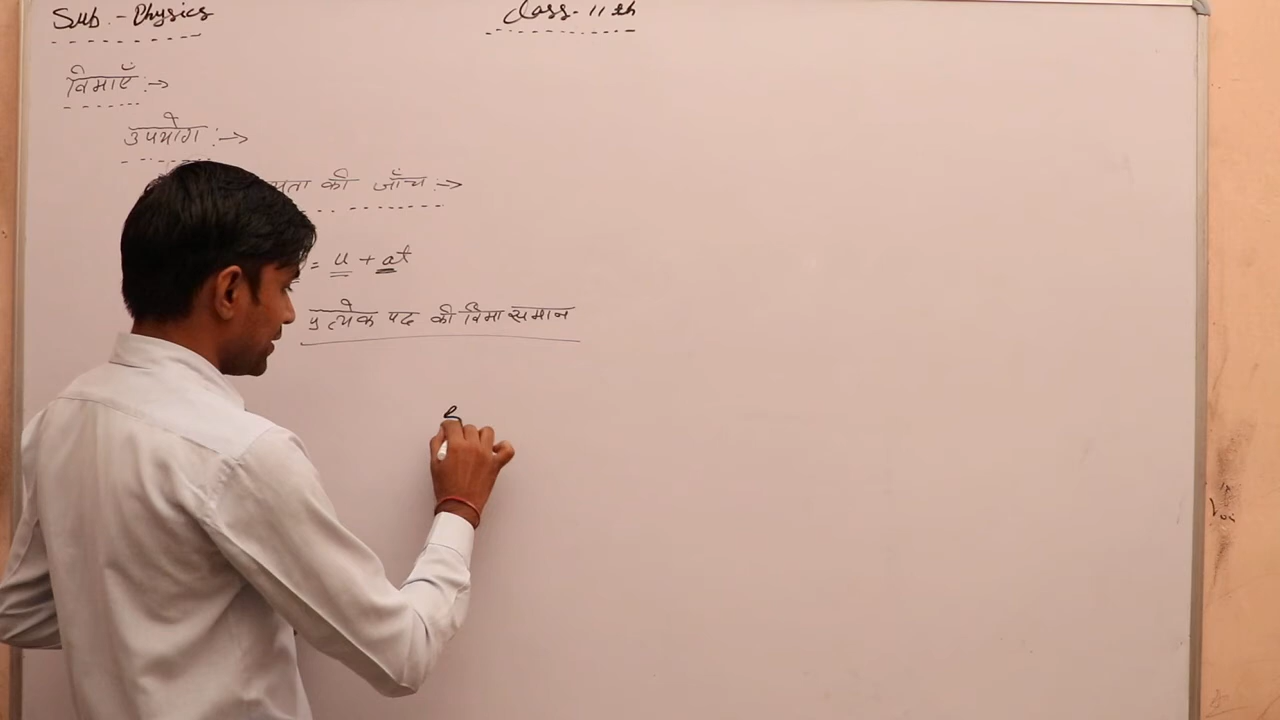 Sub. - Physics
Class - 11th
विमाएँ :→
उपयोग :→
की जाँच :→
= u + at
प्रत्येक पद की विमा समान